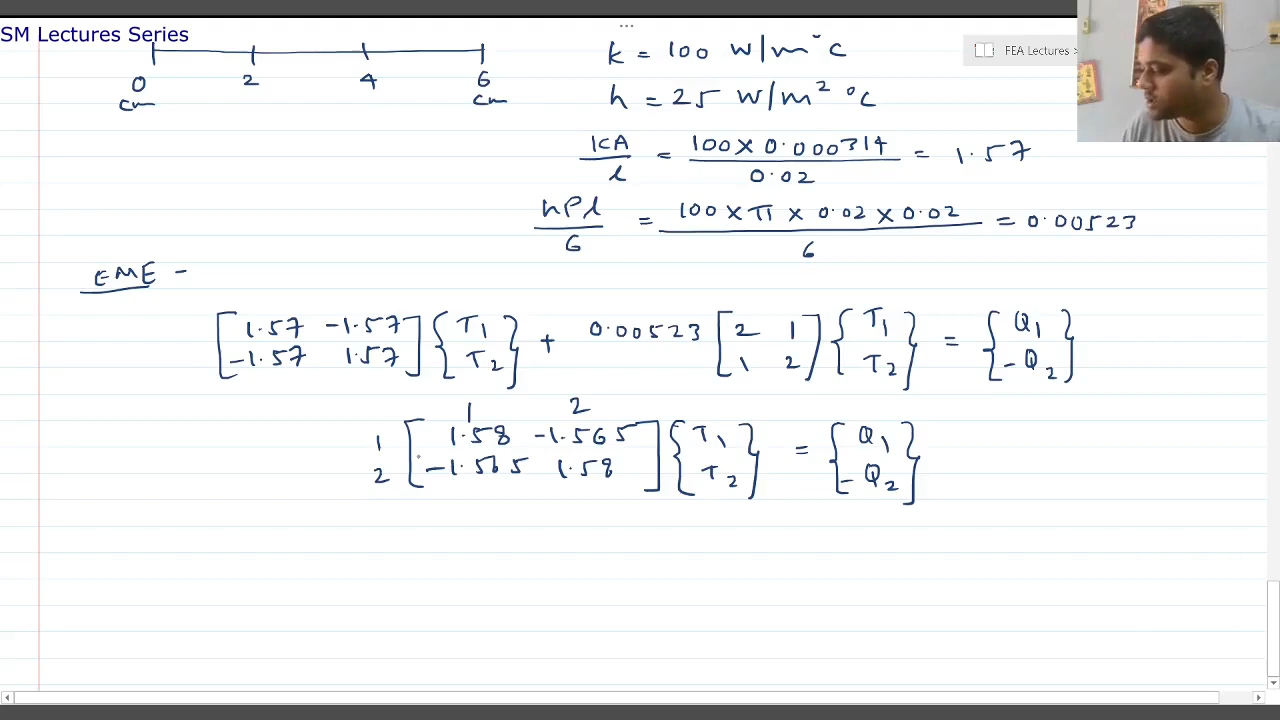 SM Lectures Series
FEA Lectures >
0 2 4 6
cm cm
k = 100 W/m°C
h = 25 W/m² °C
kA/l = 100 × 0.000314 / 0.02 = 1.57
hPl/6 = 100 × π × 0.02 × 0.02 / 6 = 0.00523
EME -
[1.57 -1.57] {T₁} + 0.00523 [2 1] {T₁} = {Q₁}
[-1.57 1.57] {T₂} [1 2] {T₂} {-Q₂}
1 2
1 [1.58 -1.565] {T₁} = {Q₁}
2 [-1.565 1.58] {T₂} {-Q₂}